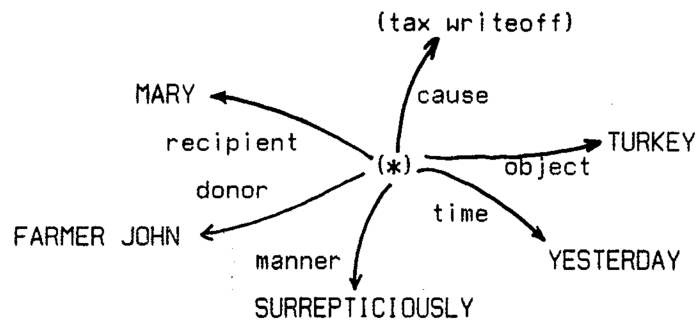 (tax writeoff)
MARY
cause
recipient
TURKEY
(*)
object
donor
time
FARMER JOHN
manner
YESTERDAY
SURREPTICIOUSLY